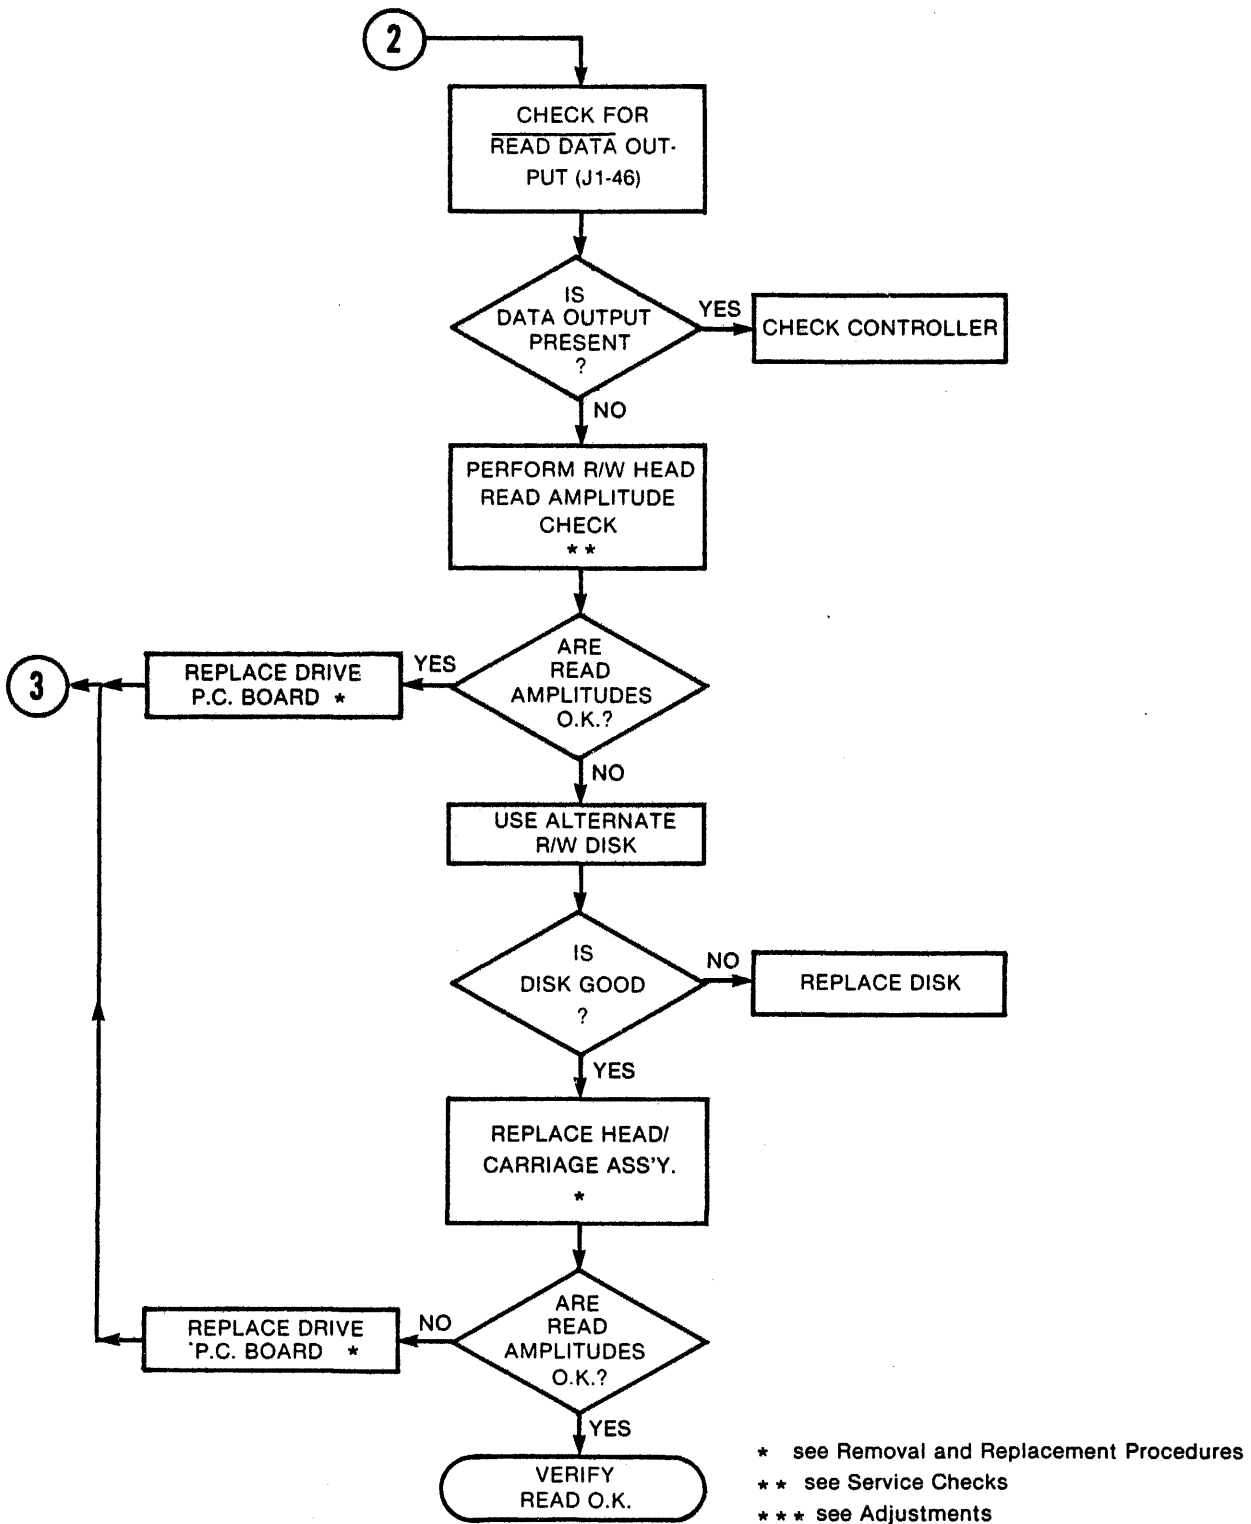 2
CHECK FOR
READ DATA OUT-
PUT (J1-46)
IS
DATA OUTPUT
PRESENT
?
YES
CHECK CONTROLLER
NO
PERFORM R/W HEAD
READ AMPLITUDE
CHECK
**
ARE
READ
AMPLITUDES
O.K.?
YES
REPLACE DRIVE
P.C. BOARD *
3
NO
USE ALTERNATE
R/W DISK
IS
DISK GOOD
?
NO
REPLACE DISK
YES
REPLACE HEAD/
CARRIAGE ASS'Y.
*
ARE
READ
AMPLITUDES
O.K.?
NO
REPLACE DRIVE
P.C. BOARD *
YES
VERIFY
READ O.K.
* see Removal and Replacement Procedures
** see Service Checks
*** see Adjustments